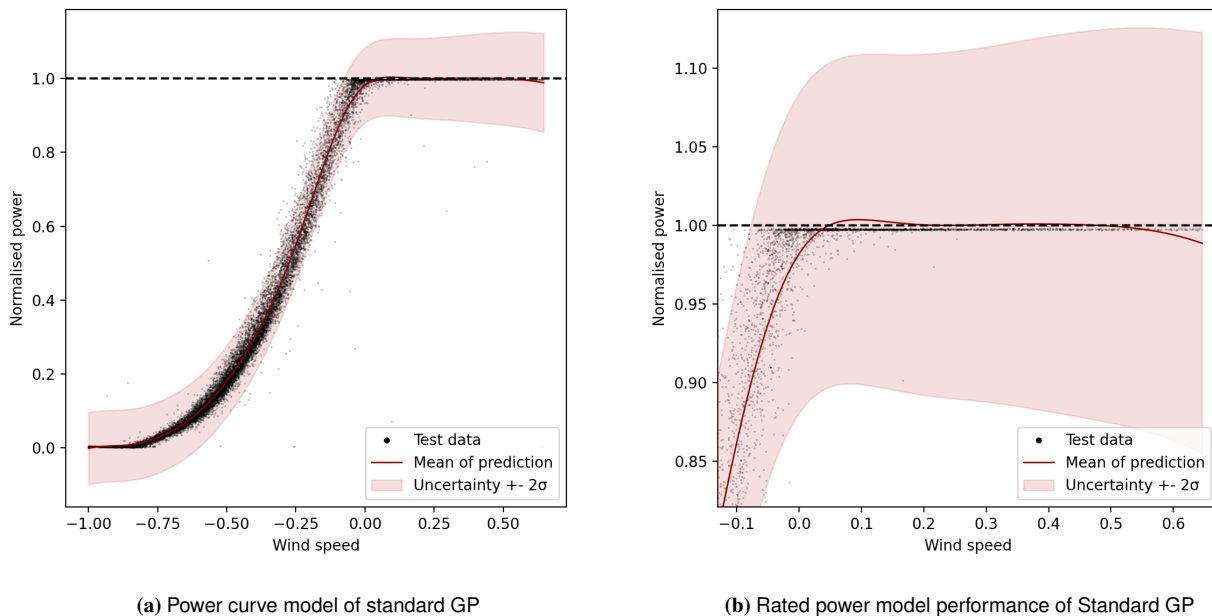 1.0
0.8
0.6
0.4
0.2
0.0
Normalised power
−1.00 −0.75 −0.50 −0.25 0.00 0.25 0.50
Wind speed
Test data
Mean of prediction
Uncertainty +- 2σ
(a) Power curve model of standard GP
1.10
1.05
1.00
0.95
0.90
0.85
Normalised power
−0.1 0.0 0.1 0.2 0.3 0.4 0.5 0.6
Wind speed
Test data
Mean of prediction
Uncertainty +- 2σ
(b) Rated power model performance of Standard GP